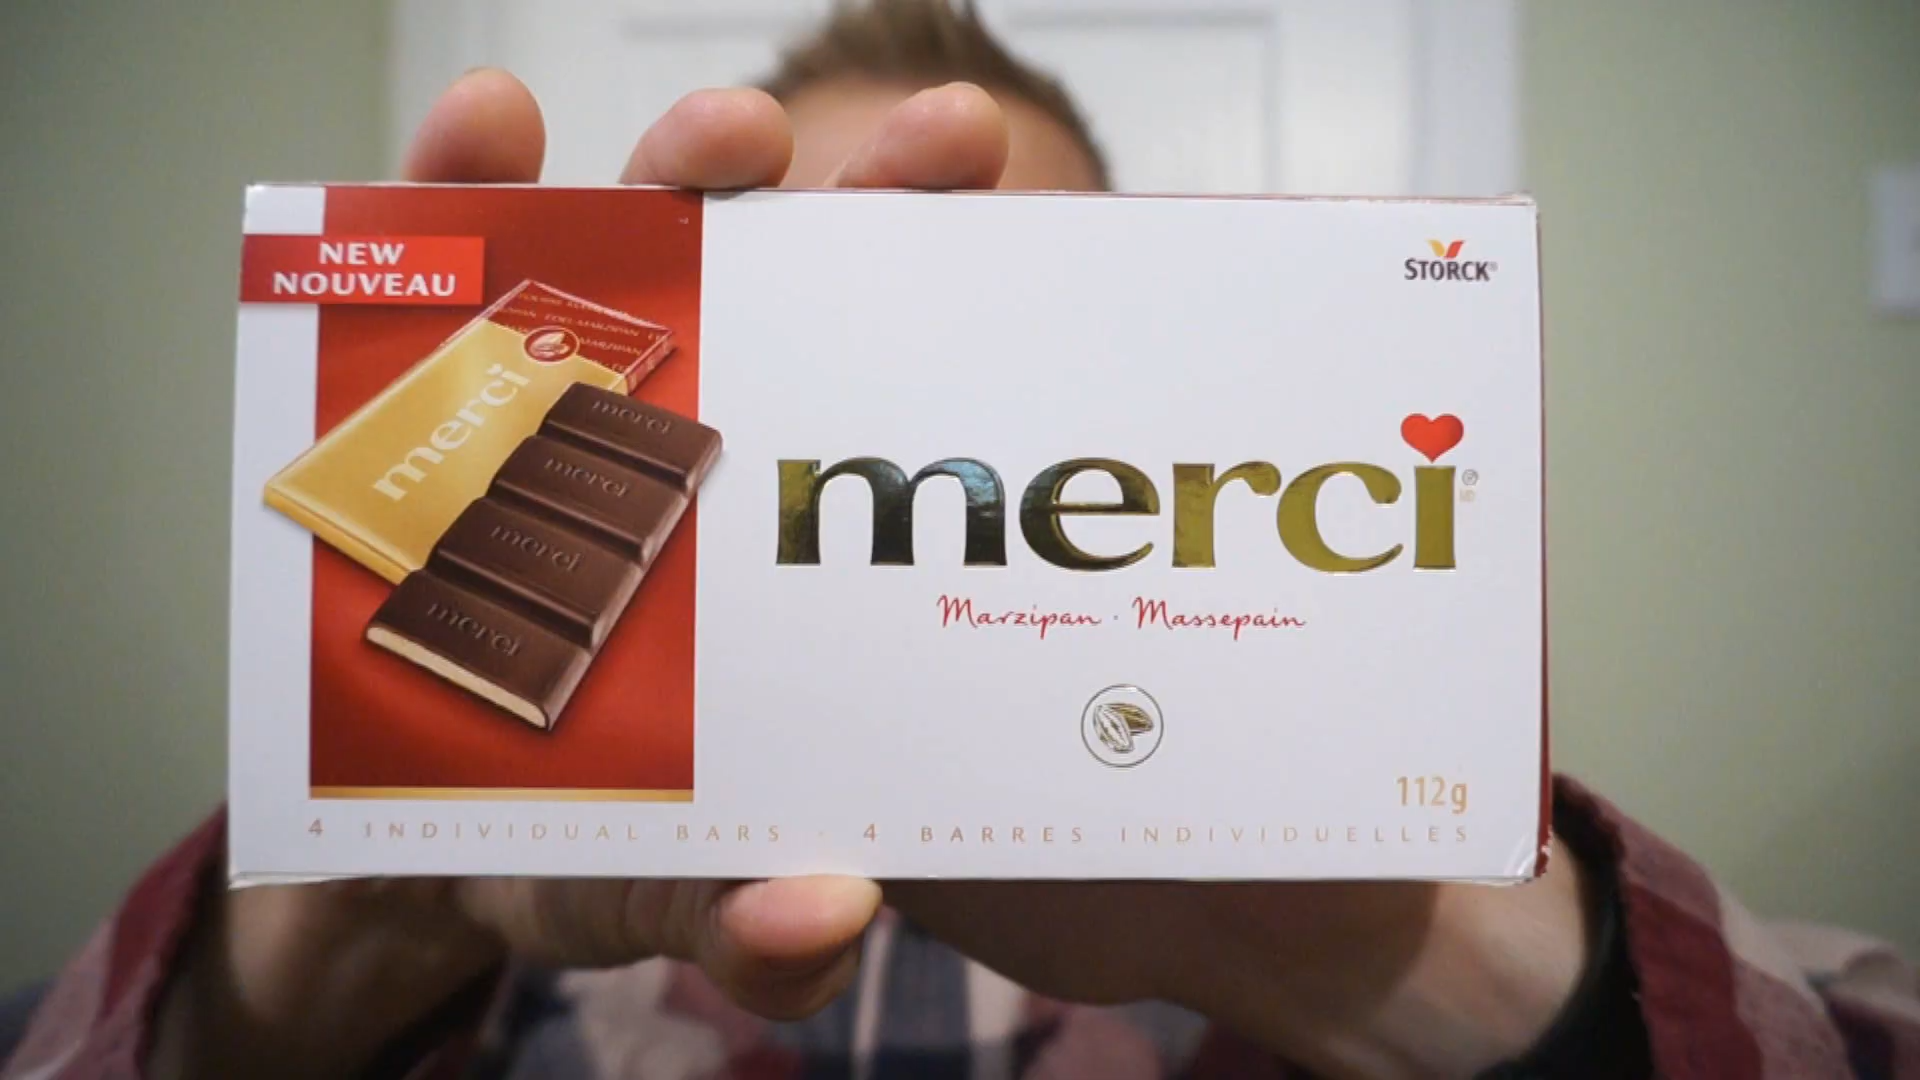 NEW
NOUVEAU
STORCK®
merci
merci
merci
merci
merci
merci
Marzipan · Massepain
112g
4 INDIVIDUAL BARS · 4 BARRES INDIVIDUELLES